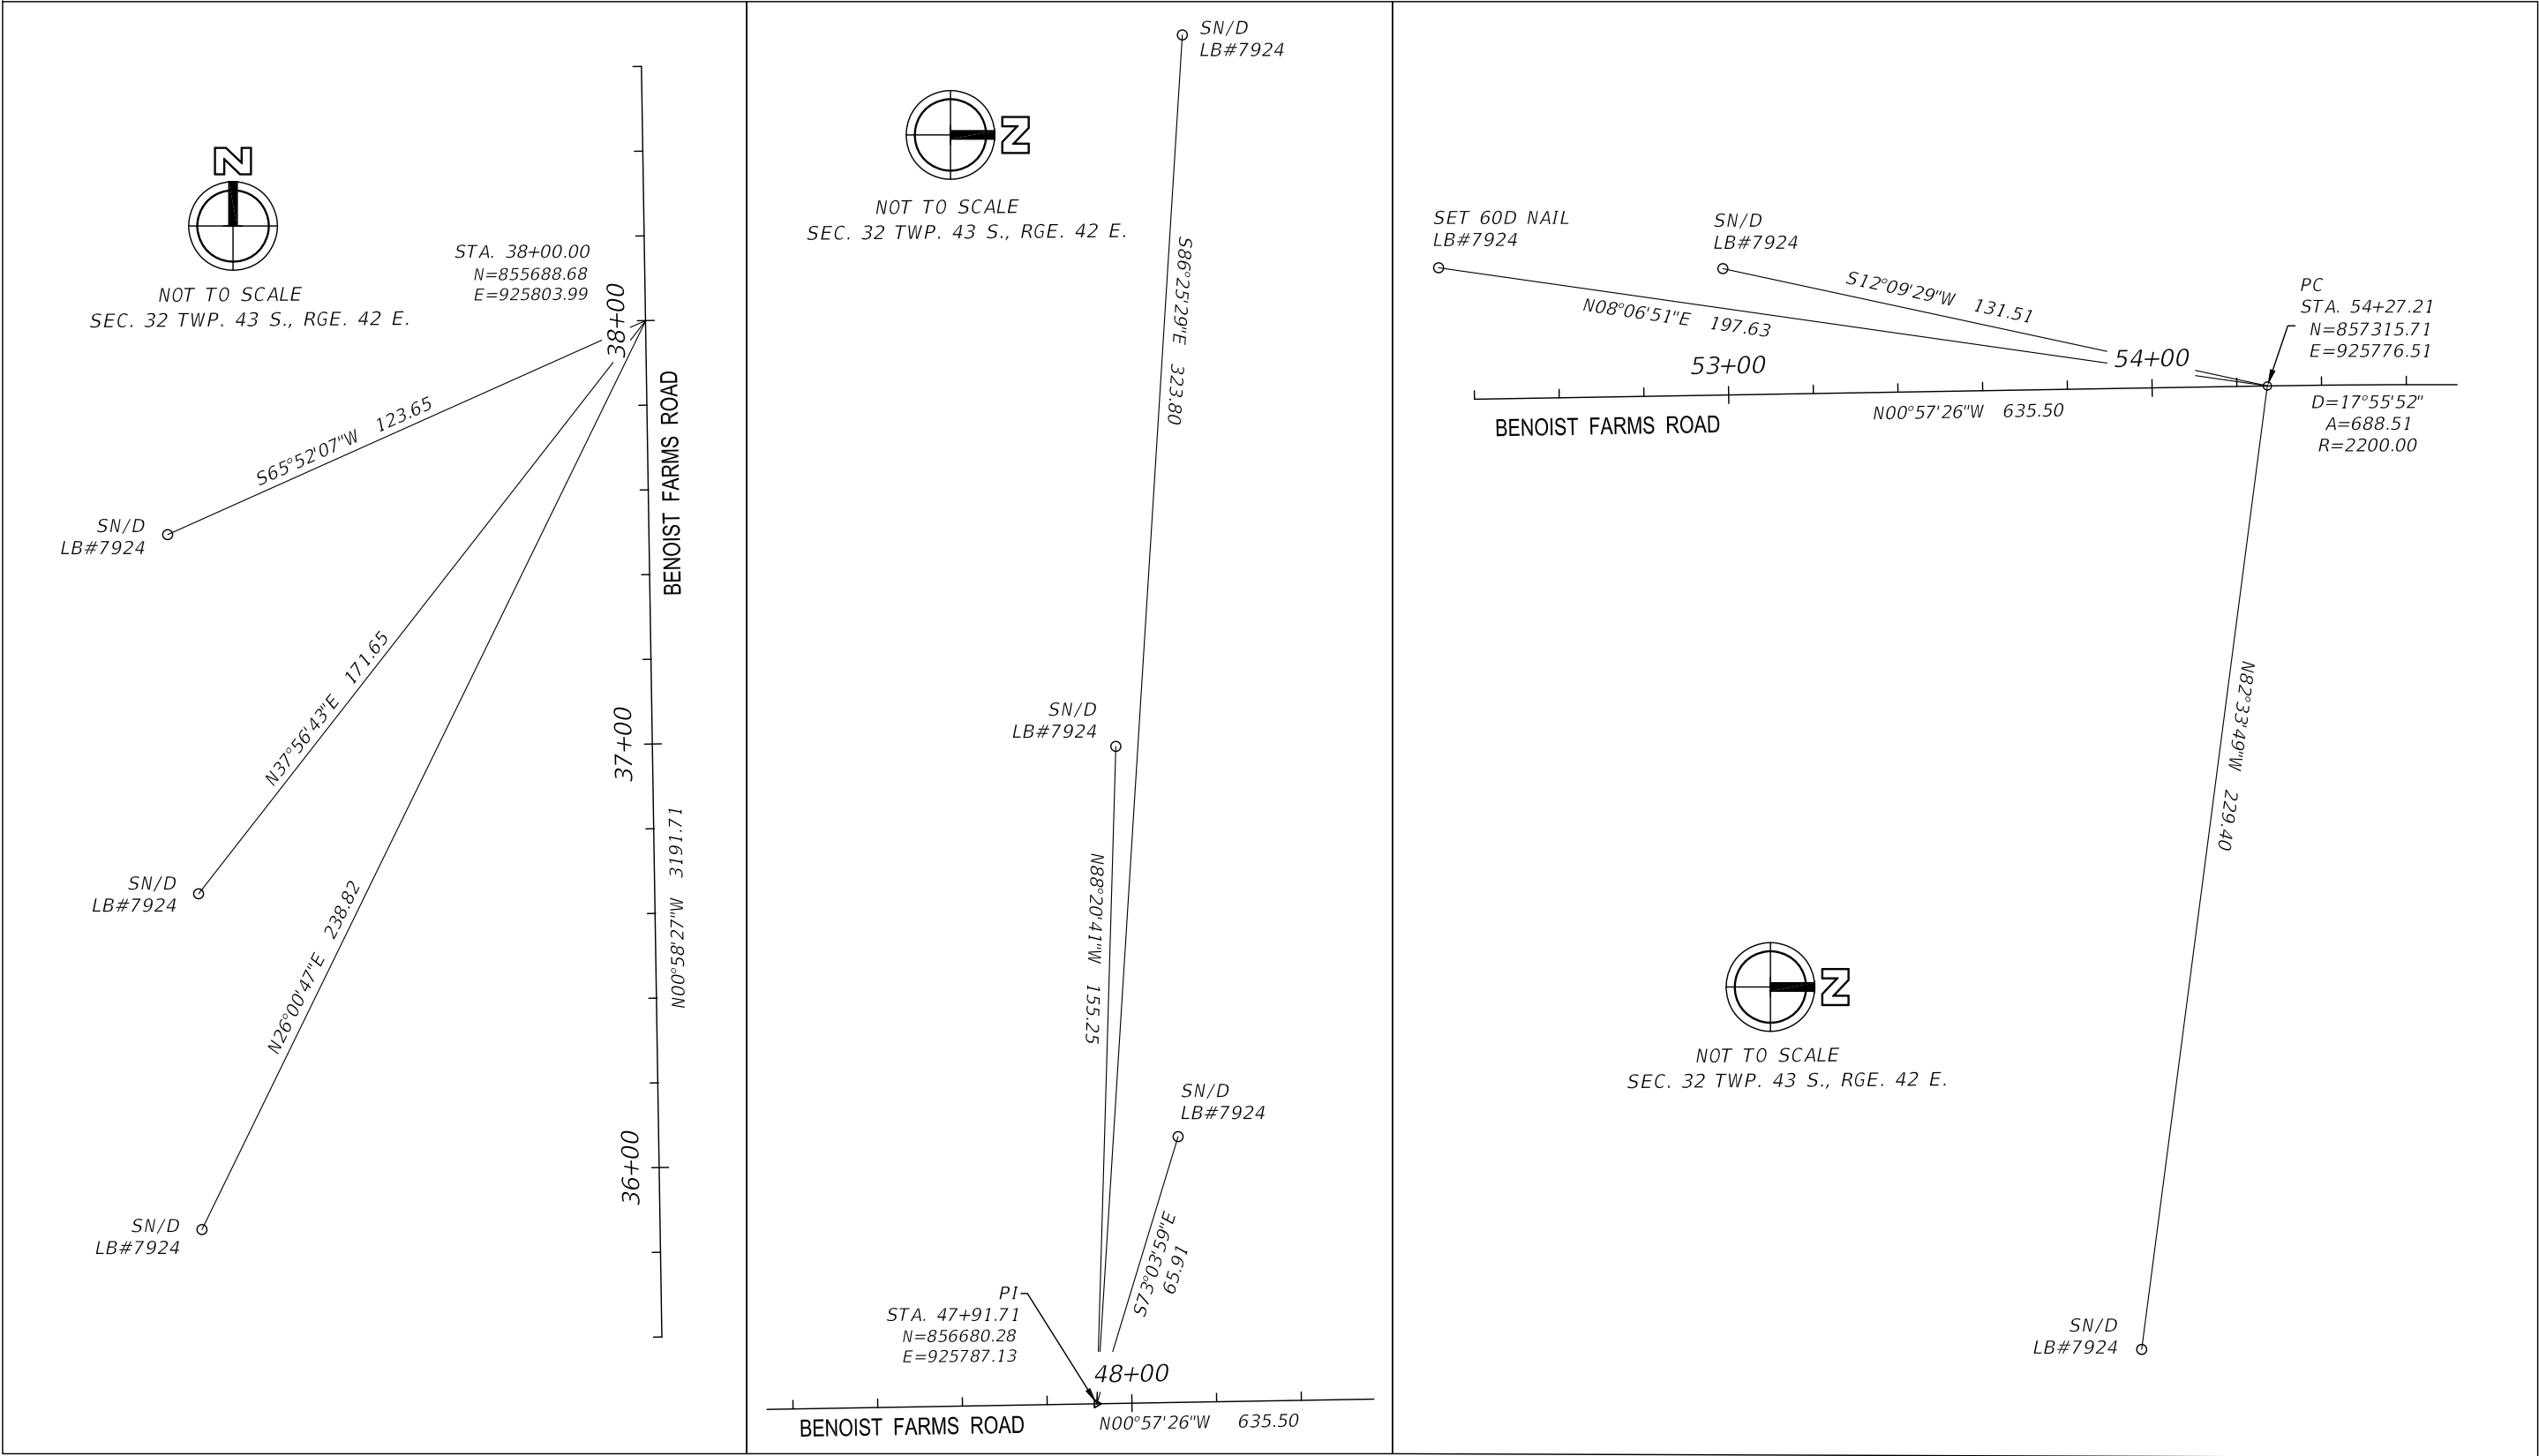 N
NOT TO SCALE
SEC. 32 TWP. 43 S., RGE. 42 E.
STA. 38+00.00
N=855688.68
E=925803.99
38+00
S65°52'07"W 123.65
SN/D
LB#7924
BENOIST FARMS ROAD
N37°56'43"E 171.65
37+00
SN/D
LB#7924
N00°58'27"W 3191.71
N26°00'47"E 238.82
36+00
SN/D
LB#7924
SN/D
LB#7924
N
NOT TO SCALE
SEC. 32 TWP. 43 S., RGE. 42 E.
S86°25'29"E 323.80
SN/D
LB#7924
N88°20'41"W 155.25
SN/D
LB#7924
S73°03'59"E
65.91
PI
STA. 47+91.71
N=856680.28
E=925787.13
48+00
BENOIST FARMS ROAD
N00°57'26"W 635.50
SET 60D NAIL
LB#7924
SN/D
LB#7924
S12°09'29"W 131.51
N08°06'51"E 197.63
PC
STA. 54+27.21
N=857315.71
E=925776.51
53+00
54+00
BENOIST FARMS ROAD
N00°57'26"W 635.50
D=17°55'52"
A=688.51
R=2200.00
N82°33'49"W 229.40
N
NOT TO SCALE
SEC. 32 TWP. 43 S., RGE. 42 E.
SN/D
LB#7924